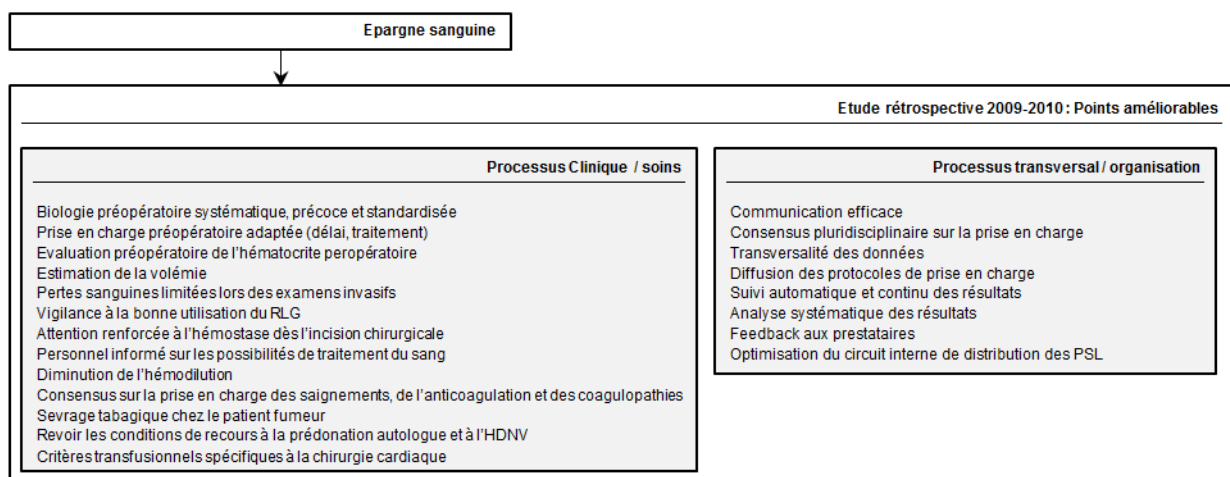 Epargne sanguine
Etude rétrospective 2009-2010 : Points améliorables
Processus Clinique / soins
Biologie préopératoire systématique, précoce et standardisée
Prise en charge préopératoire adaptée (délai, traitement)
Evaluation préopératoire de l'hématocrite peropératoire
Estimation de la volémie
Pertes sanguines limitées lors des examens invasifs
Vigilance à la bonne utilisation du RLG
Attention renforcée à l'hémostase dès l'incision chirurgicale
Personnel informé sur les possibilités de traitement du sang
Diminution de l'hémodilution
Consensus sur la prise en charge des saignements, de l'anticoagulation et des coagulopathies
Sevrage tabagique chez le patient fumeur
Revoir les conditions de recours à la prédonation autologue et à l'HDNV
Critères transfusionnels spécifiques à la chirurgie cardiaque
Processus transversal / organisation
Communication efficace
Consensus pluridisciplinaire sur la prise en charge
Transversalité des données
Diffusion des protocoles de prise en charge
Suivi automatique et continu des résultats
Analyse systématique des résultats
Feedback aux prestataires
Optimisation du circuit interne de distribution des PSL